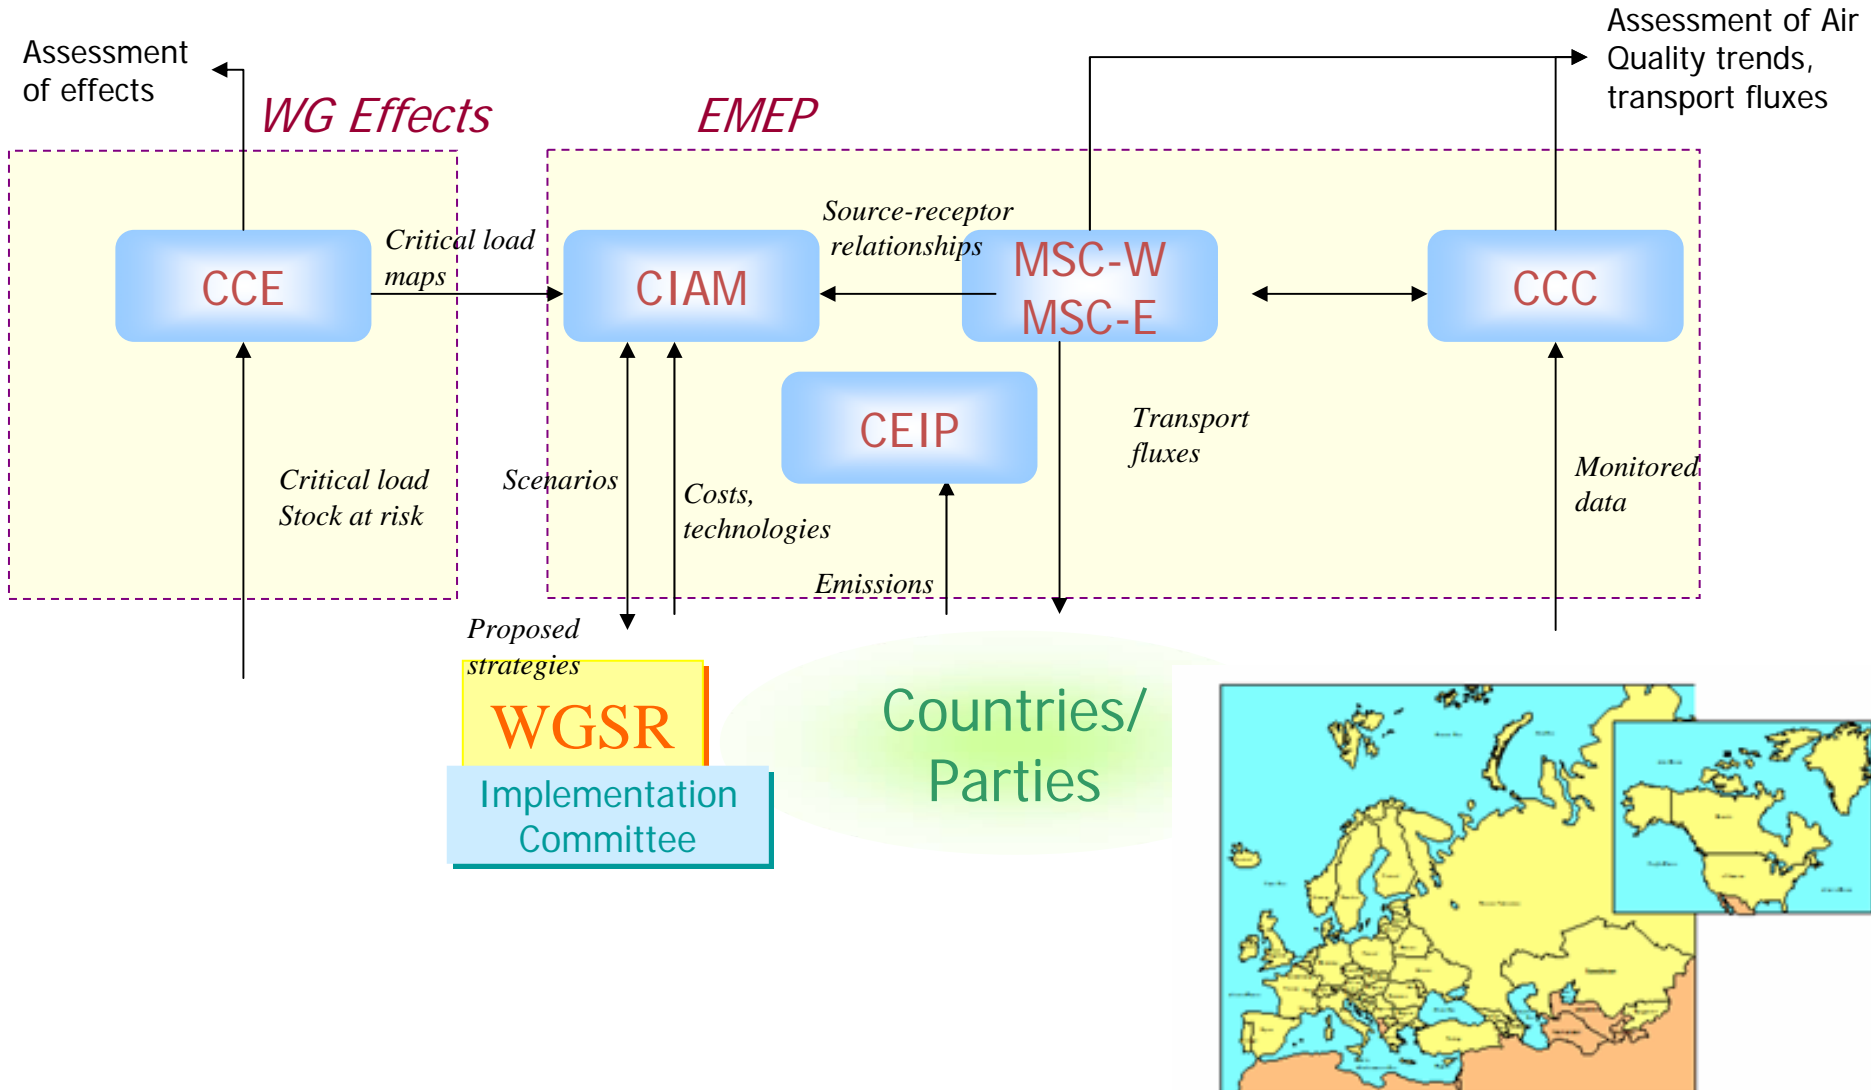 Assessment
of effects
Assessment of Air
Quality trends,
transport fluxes
WG Effects
EMEP
CCE
Critical load
maps
CIAM
Source-receptor
relationships
MSC-W
MSC-E
CCC
CEIP
Critical load
Stock at risk
Scenarios
Costs,
technologies
Emissions
Transport
fluxes
Monitored
data
Proposed
strategies
WGSR
Implementation
Committee
Countries/
Parties